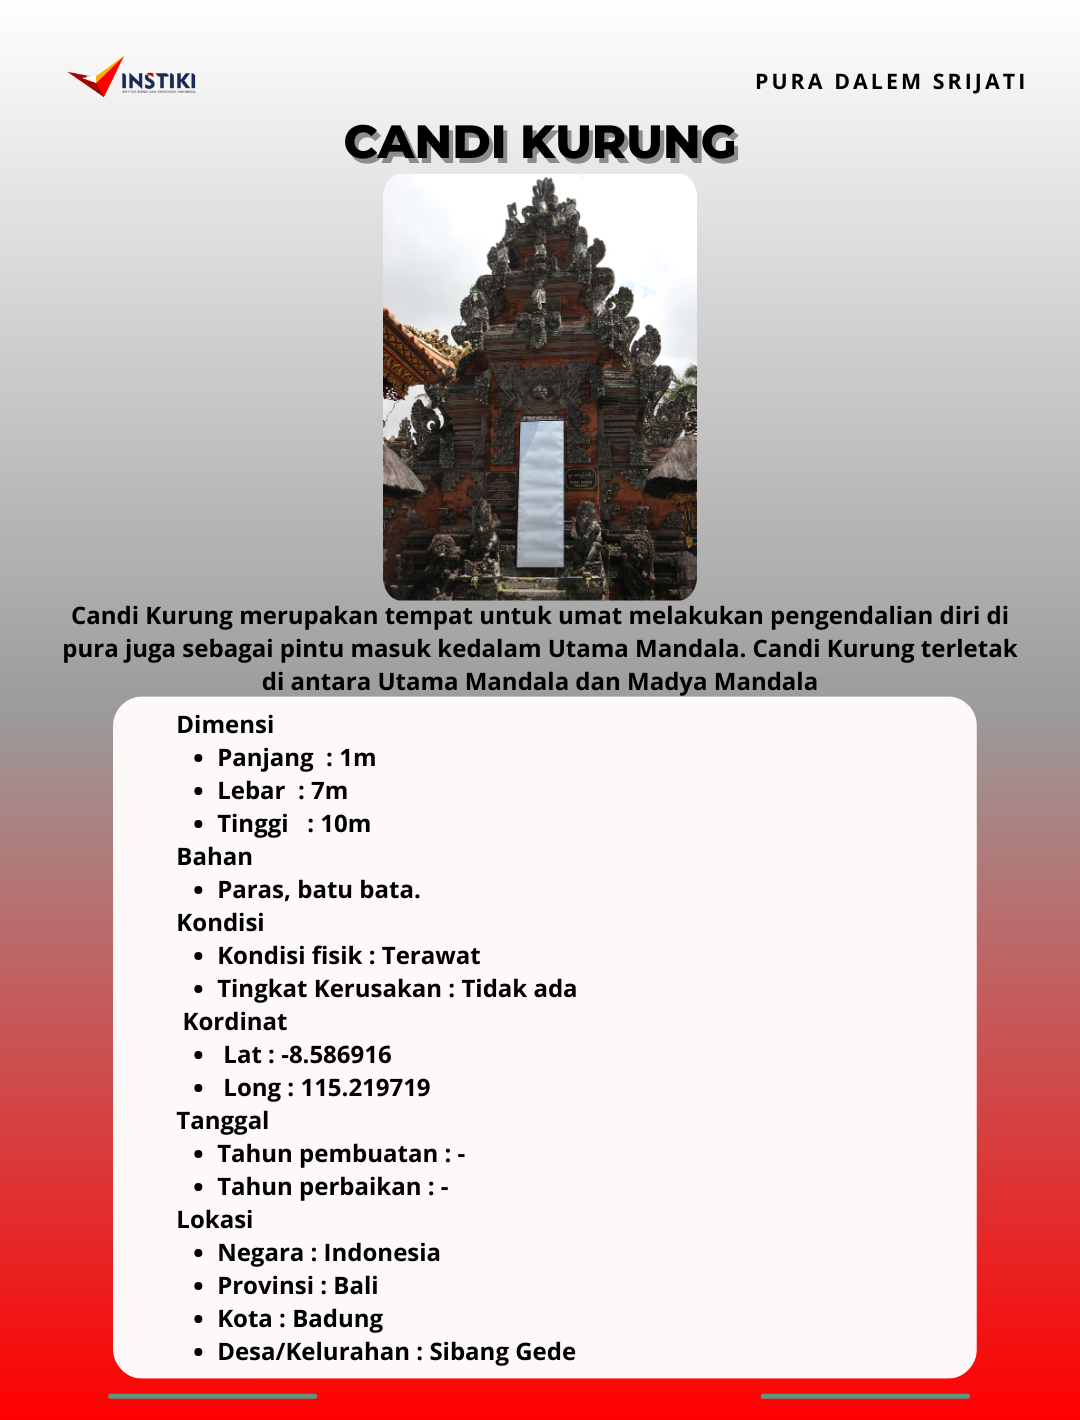 INSTIKI
PURA DALEM SRIJATI
CANDI KURUNG
Candi Kurung merupakan tempat untuk umat melakukan pengendalian diri di
pura juga sebagai pintu masuk kedalam Utama Mandala. Candi Kurung terletak
di antara Utama Mandala dan Madya Mandala
Dimensi
• Panjang : 1m
• Lebar : 7m
• Tinggi : 10m
Bahan
• Paras, batu bata.
Kondisi
• Kondisi fisik : Terawat
• Tingkat Kerusakan : Tidak ada
Kordinat
• Lat : -8.586916
• Long : 115.219719
Tanggal
• Tahun pembuatan : -
• Tahun perbaikan : -
Lokasi
• Negara : Indonesia
• Provinsi : Bali
• Kota : Badung
• Desa/Kelurahan : Sibang Gede